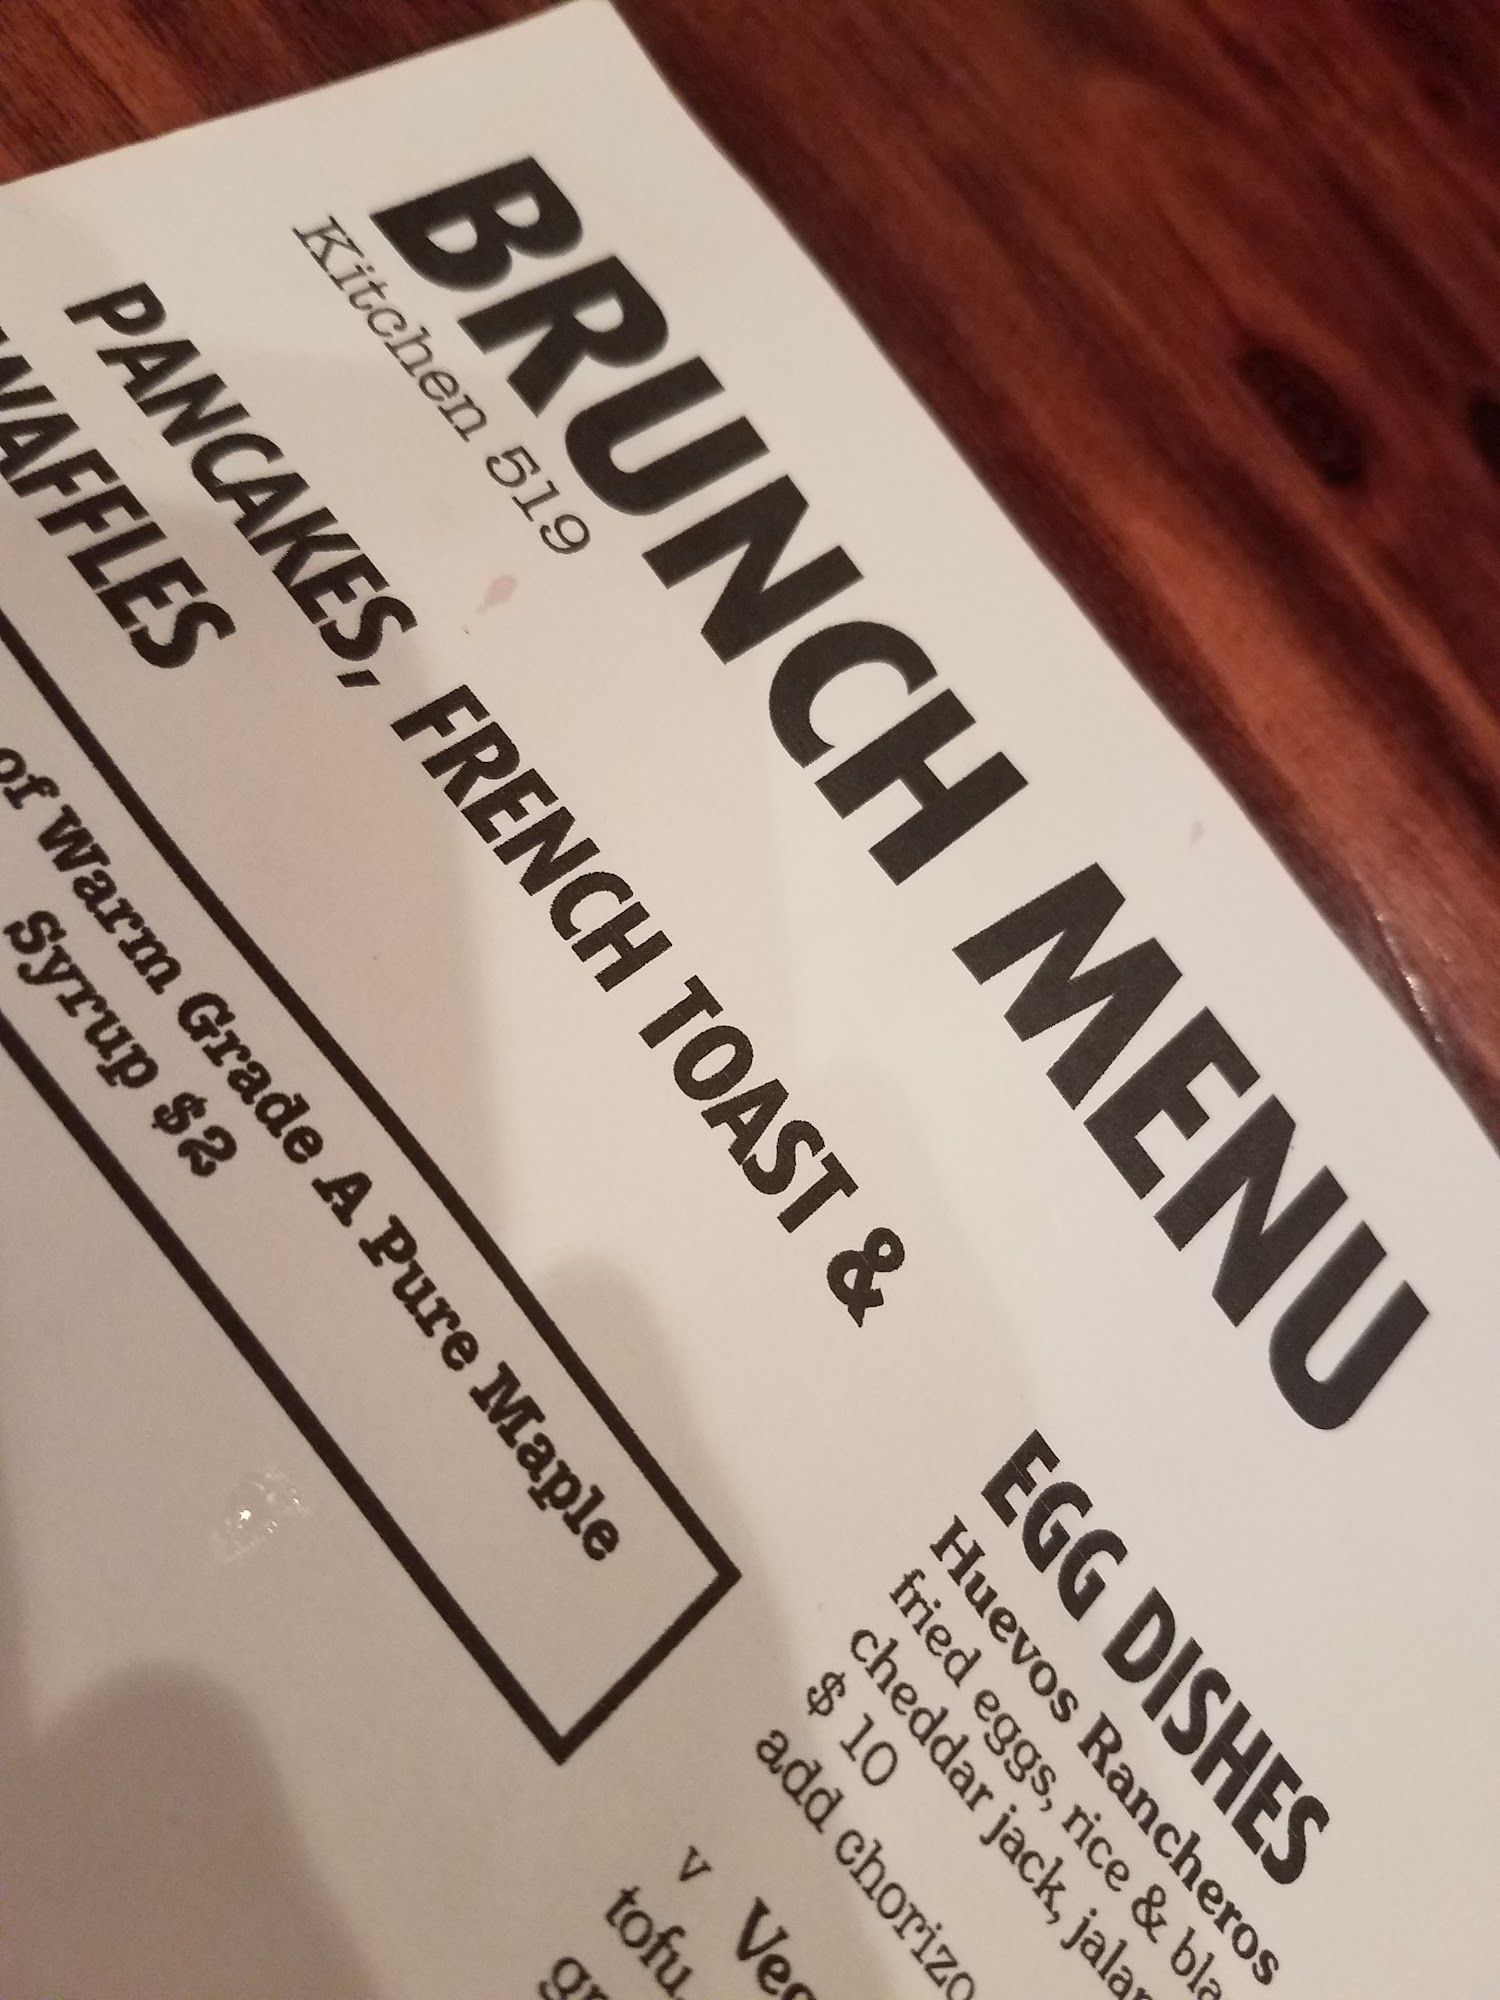 BRUNCH MENU
Kitchen 519
PANCAKES, FRENCH TOAST &
WAFFLES
of Warm Grade A Pure Maple
Syrup $2
EGG DISHES
Huevos Rancheros
fried eggs, rice &
cheddar jack,
$ 10
add chorizo
v
tofu,